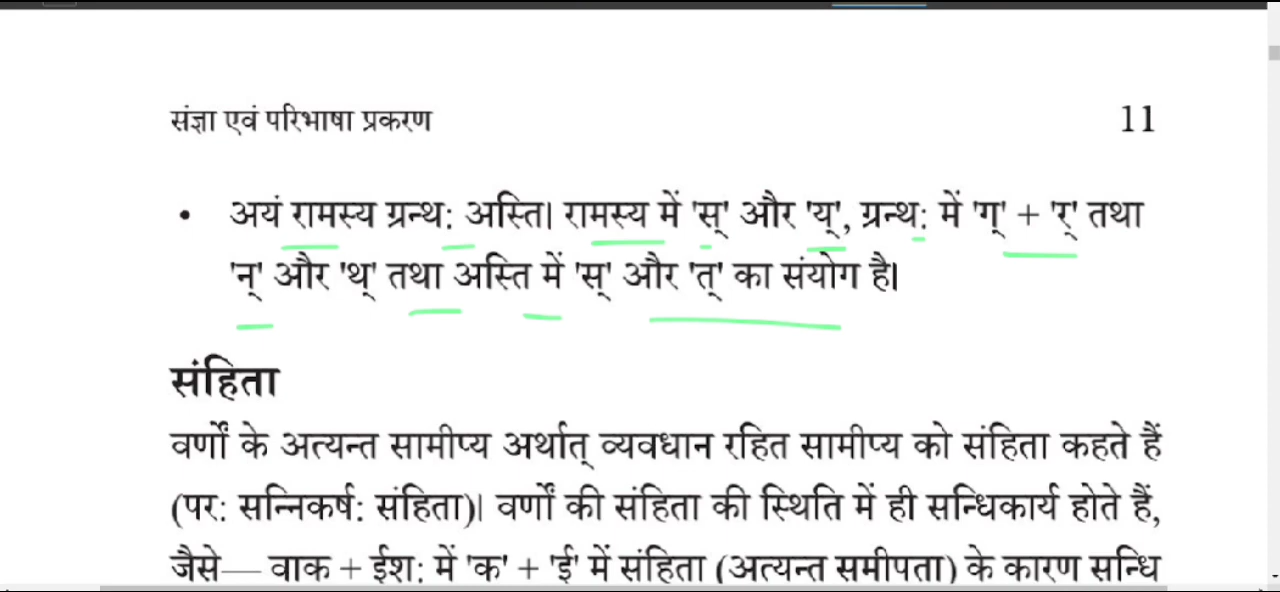 संज्ञा एवं परिभाषा प्रकरण 11
• अयं रामस्य ग्रन्थः अस्ति। रामस्य में 'स्' और 'य्', ग्रन्थः में 'ग्' + 'र्' तथा
'न्' और 'थ्' तथा अस्ति में 'स्' और 'त्' का संयोग है।
संहिता
वर्णों के अत्यन्त सामीप्य अर्थात् व्यवधान रहित सामीप्य को संहिता कहते हैं
(परः सन्निकर्षः संहिता)। वर्णों की संहिता की स्थिति में ही सन्धिकार्य होते हैं,
जैसे— वाक + ईशः में 'क' + 'ई' में संहिता (अत्यन्त समीपता) के कारण सन्धि